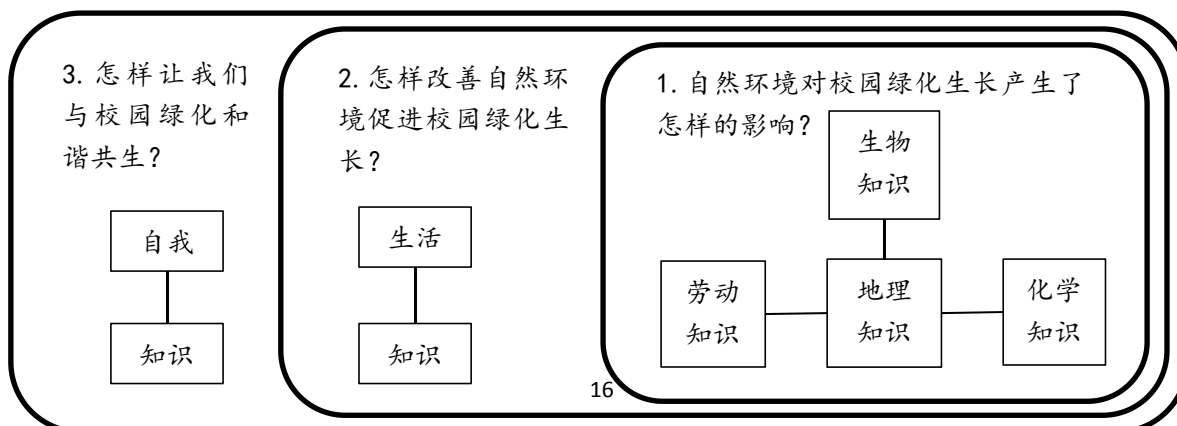 3. 怎样让我们
与校园绿化和
谐共生?
自我
知识
2. 怎样改善自然环
境促进校园绿化生
长?
生活
知识
1. 自然环境对校园绿化生长产生了
怎样的影响?
生物
知识
劳动
知识
地理
知识
化学
知识
16